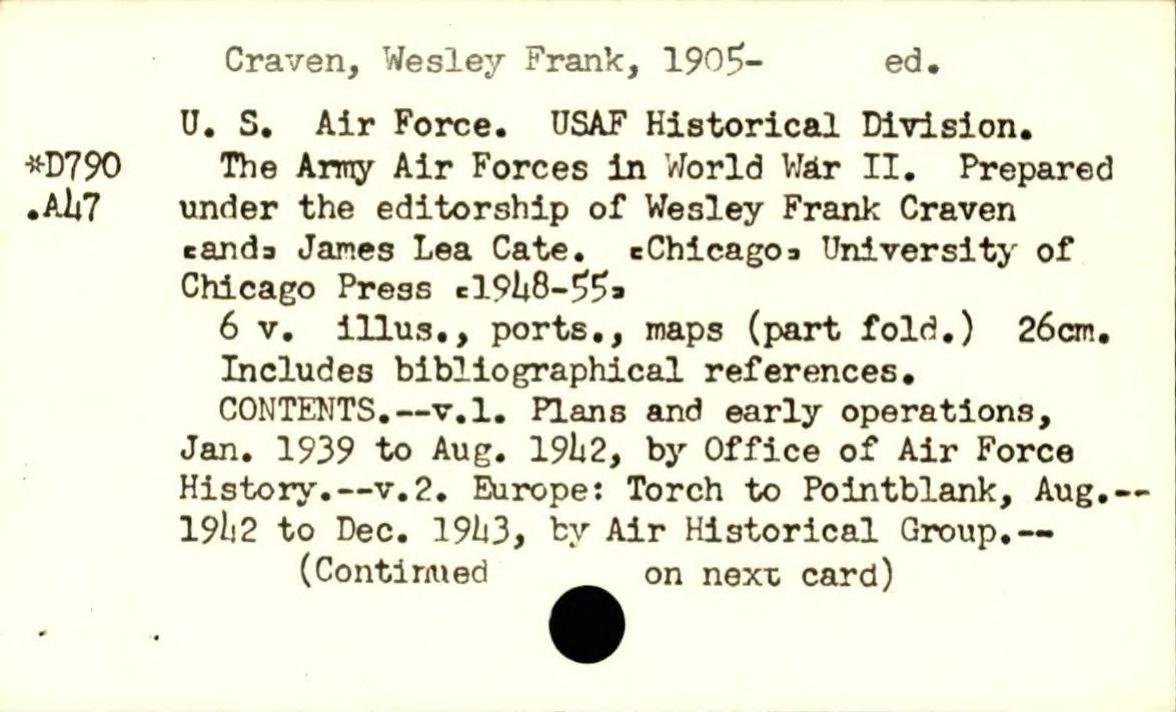 Craven, Wesley Frank, 1905- ed.
U. S. Air Force. USAF Historical Division.
*D790 The Army Air Forces in World War II. Prepared
.A47 under the editorship of Wesley Frank Craven
[and] James Lea Cate. [Chicago] University of
Chicago Press [1948-55]
6 v. illus., ports., maps (part fold.) 26cm.
Includes bibliographical references.
CONTENTS.--v.1. Plans and early operations,
Jan. 1939 to Aug. 1942, by Office of Air Force
History.--v.2. Europe: Torch to Pointblank, Aug.--
1942 to Dec. 1943, by Air Historical Group.--
(Continued on next card)